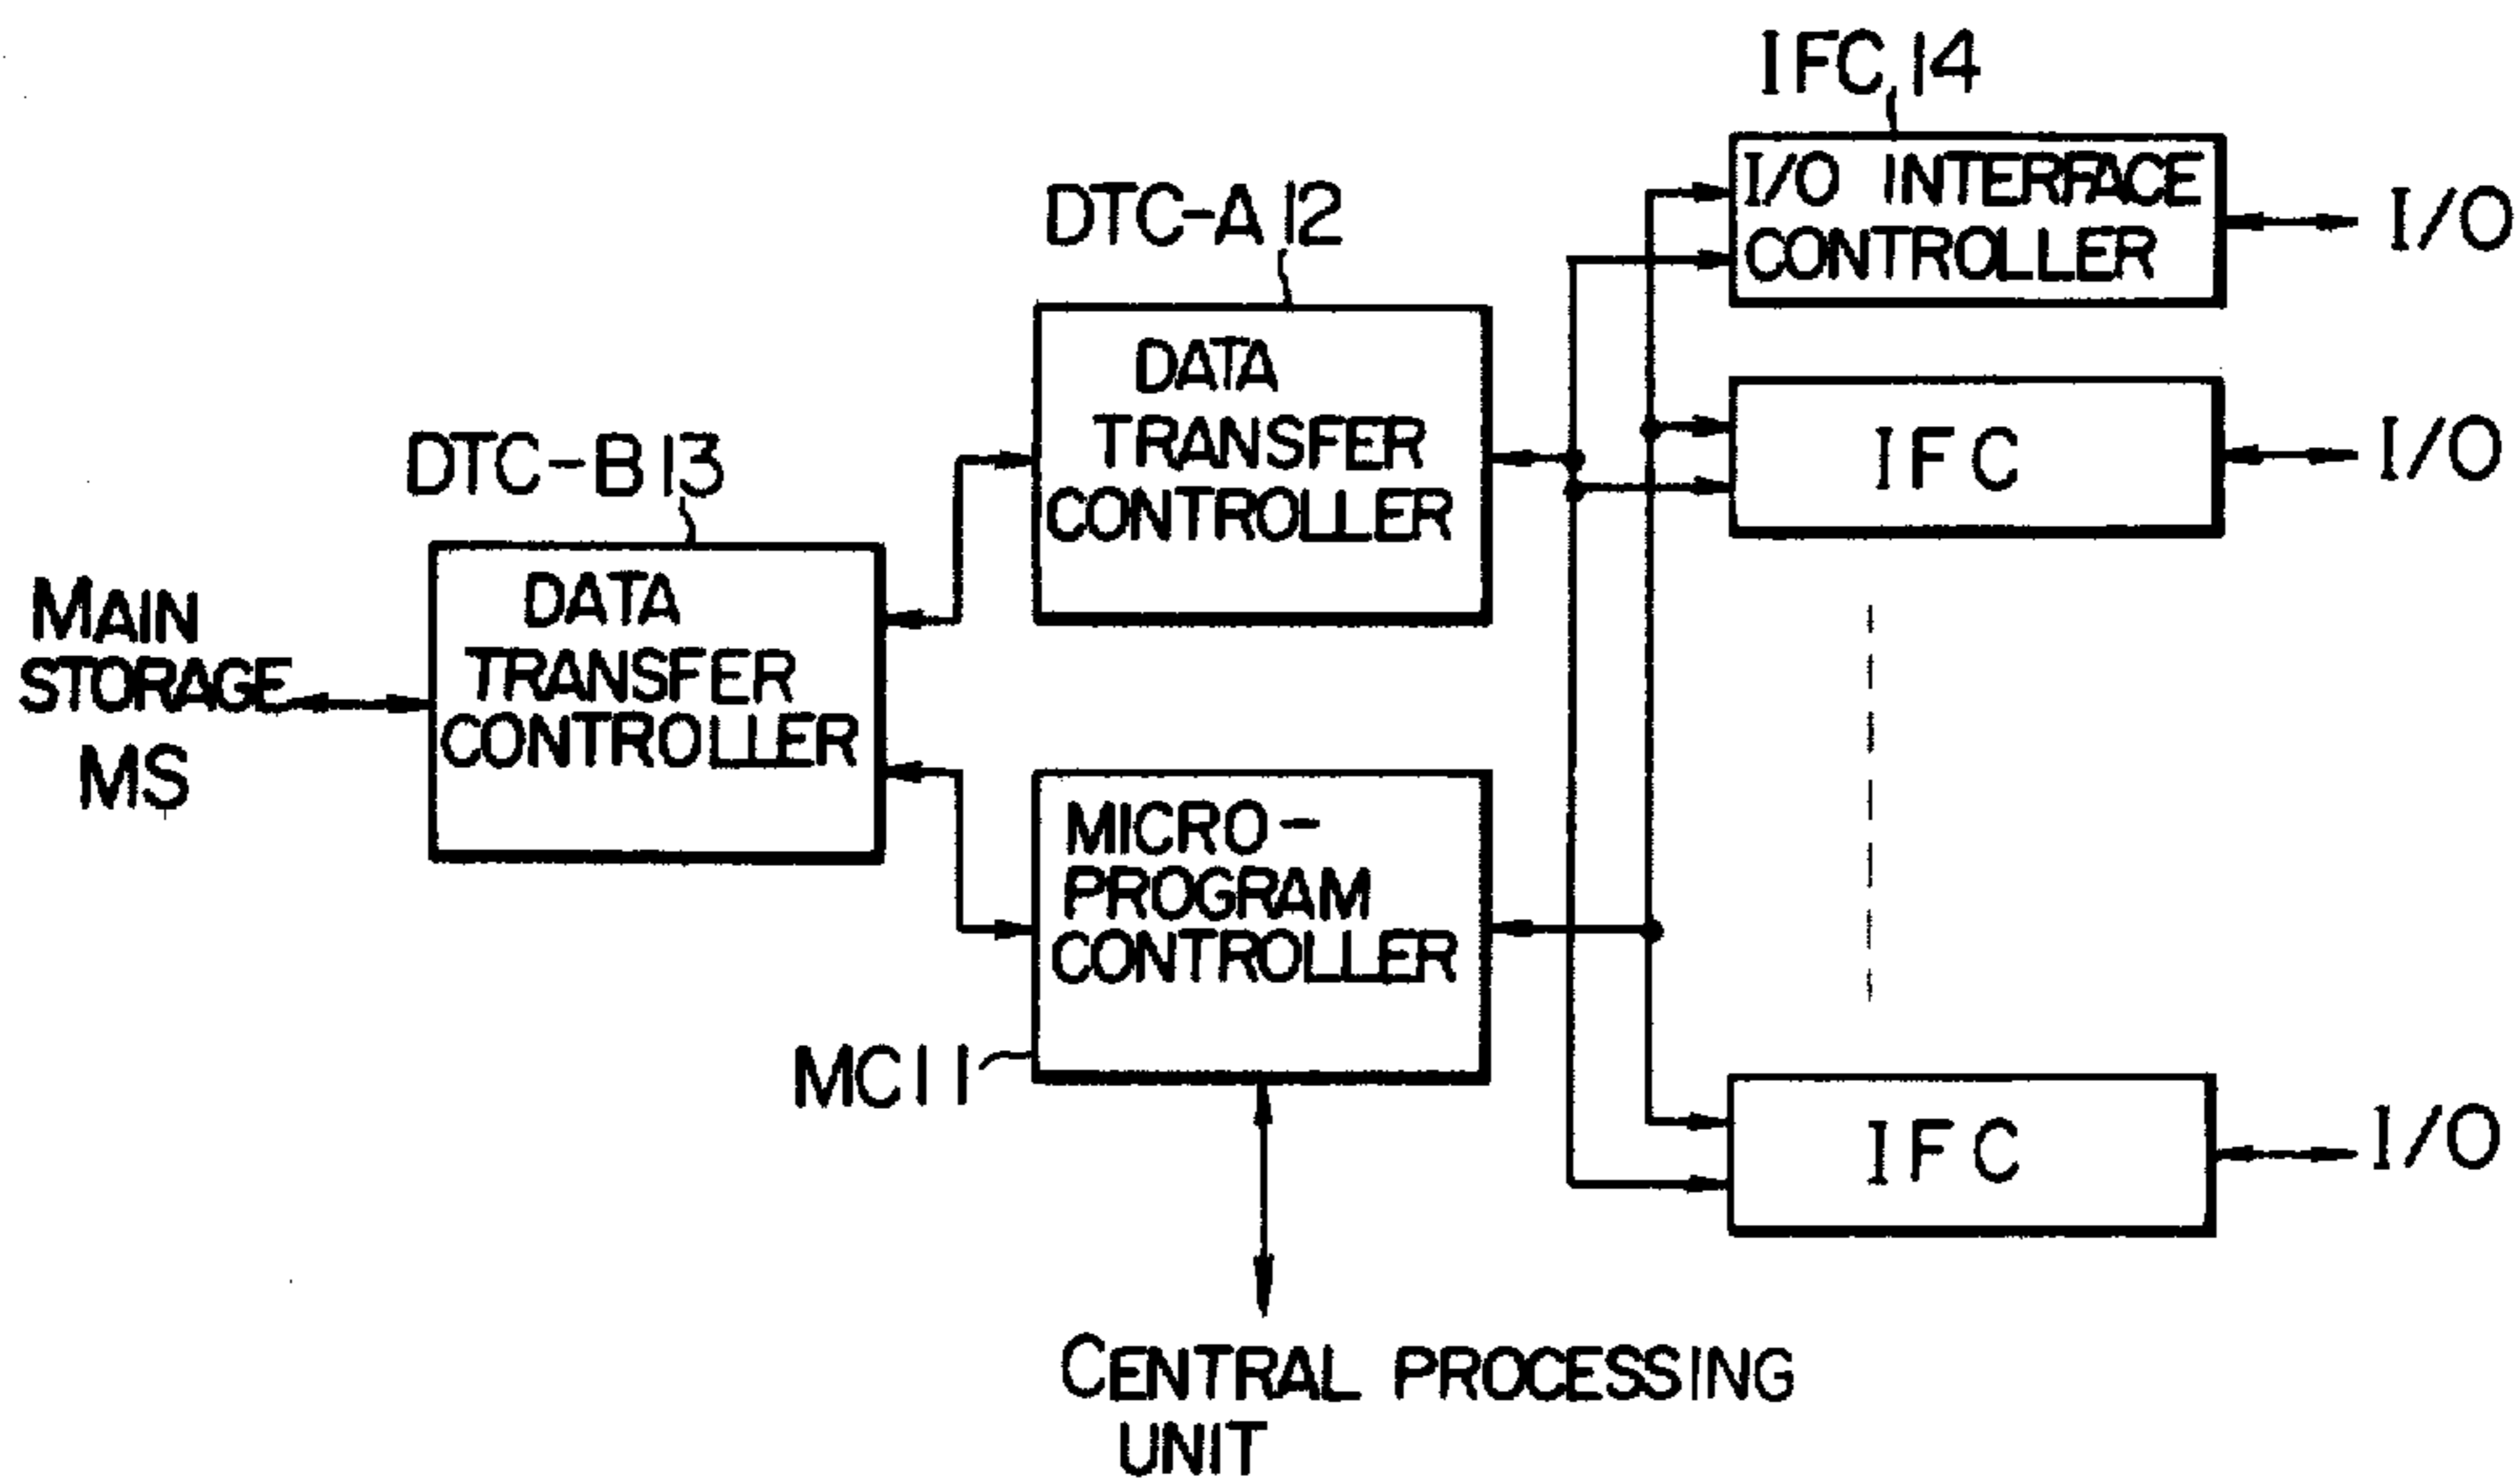 IFC 14
I/O INTERFACE
CONTROLLER
I/O
DTC-A 12
DATA
TRANSFER
CONTROLLER
IFC
I/O
DTC-B 13
DATA
TRANSFER
CONTROLLER
MAIN
STORAGE
MS
MICRO-
PROGRAM
CONTROLLER
MC 11
IFC
I/O
CENTRAL PROCESSING
UNIT